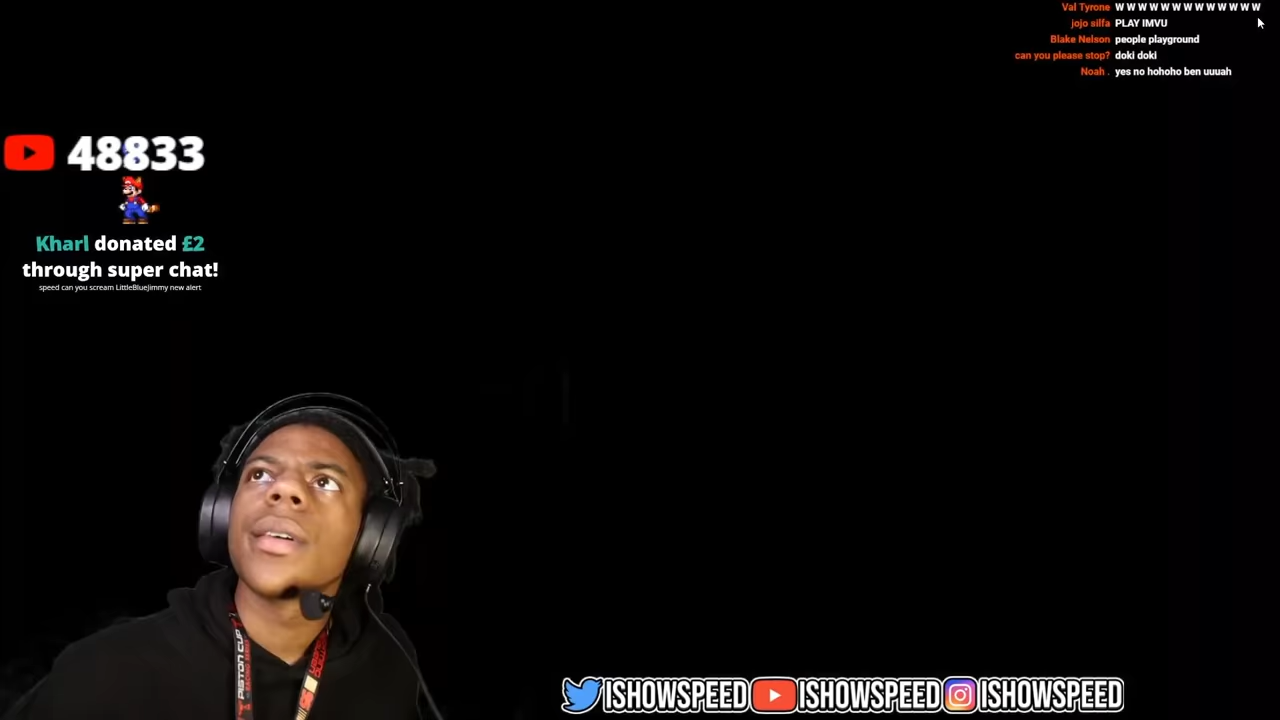 Val Tyrone W W W W W W W W W W W W W
jojo silfa PLAY IMVU
Blake Nelson people playground
can you please stop? doki doki
Noah . yes no hohoho ben uuuah
48833
Kharl donated £2
through super chat!
speed can you scream LittleBlueJimmy new alert
PISTON CUP
ISHOWSPEED ISHOWSPEED ISHOWSPEED